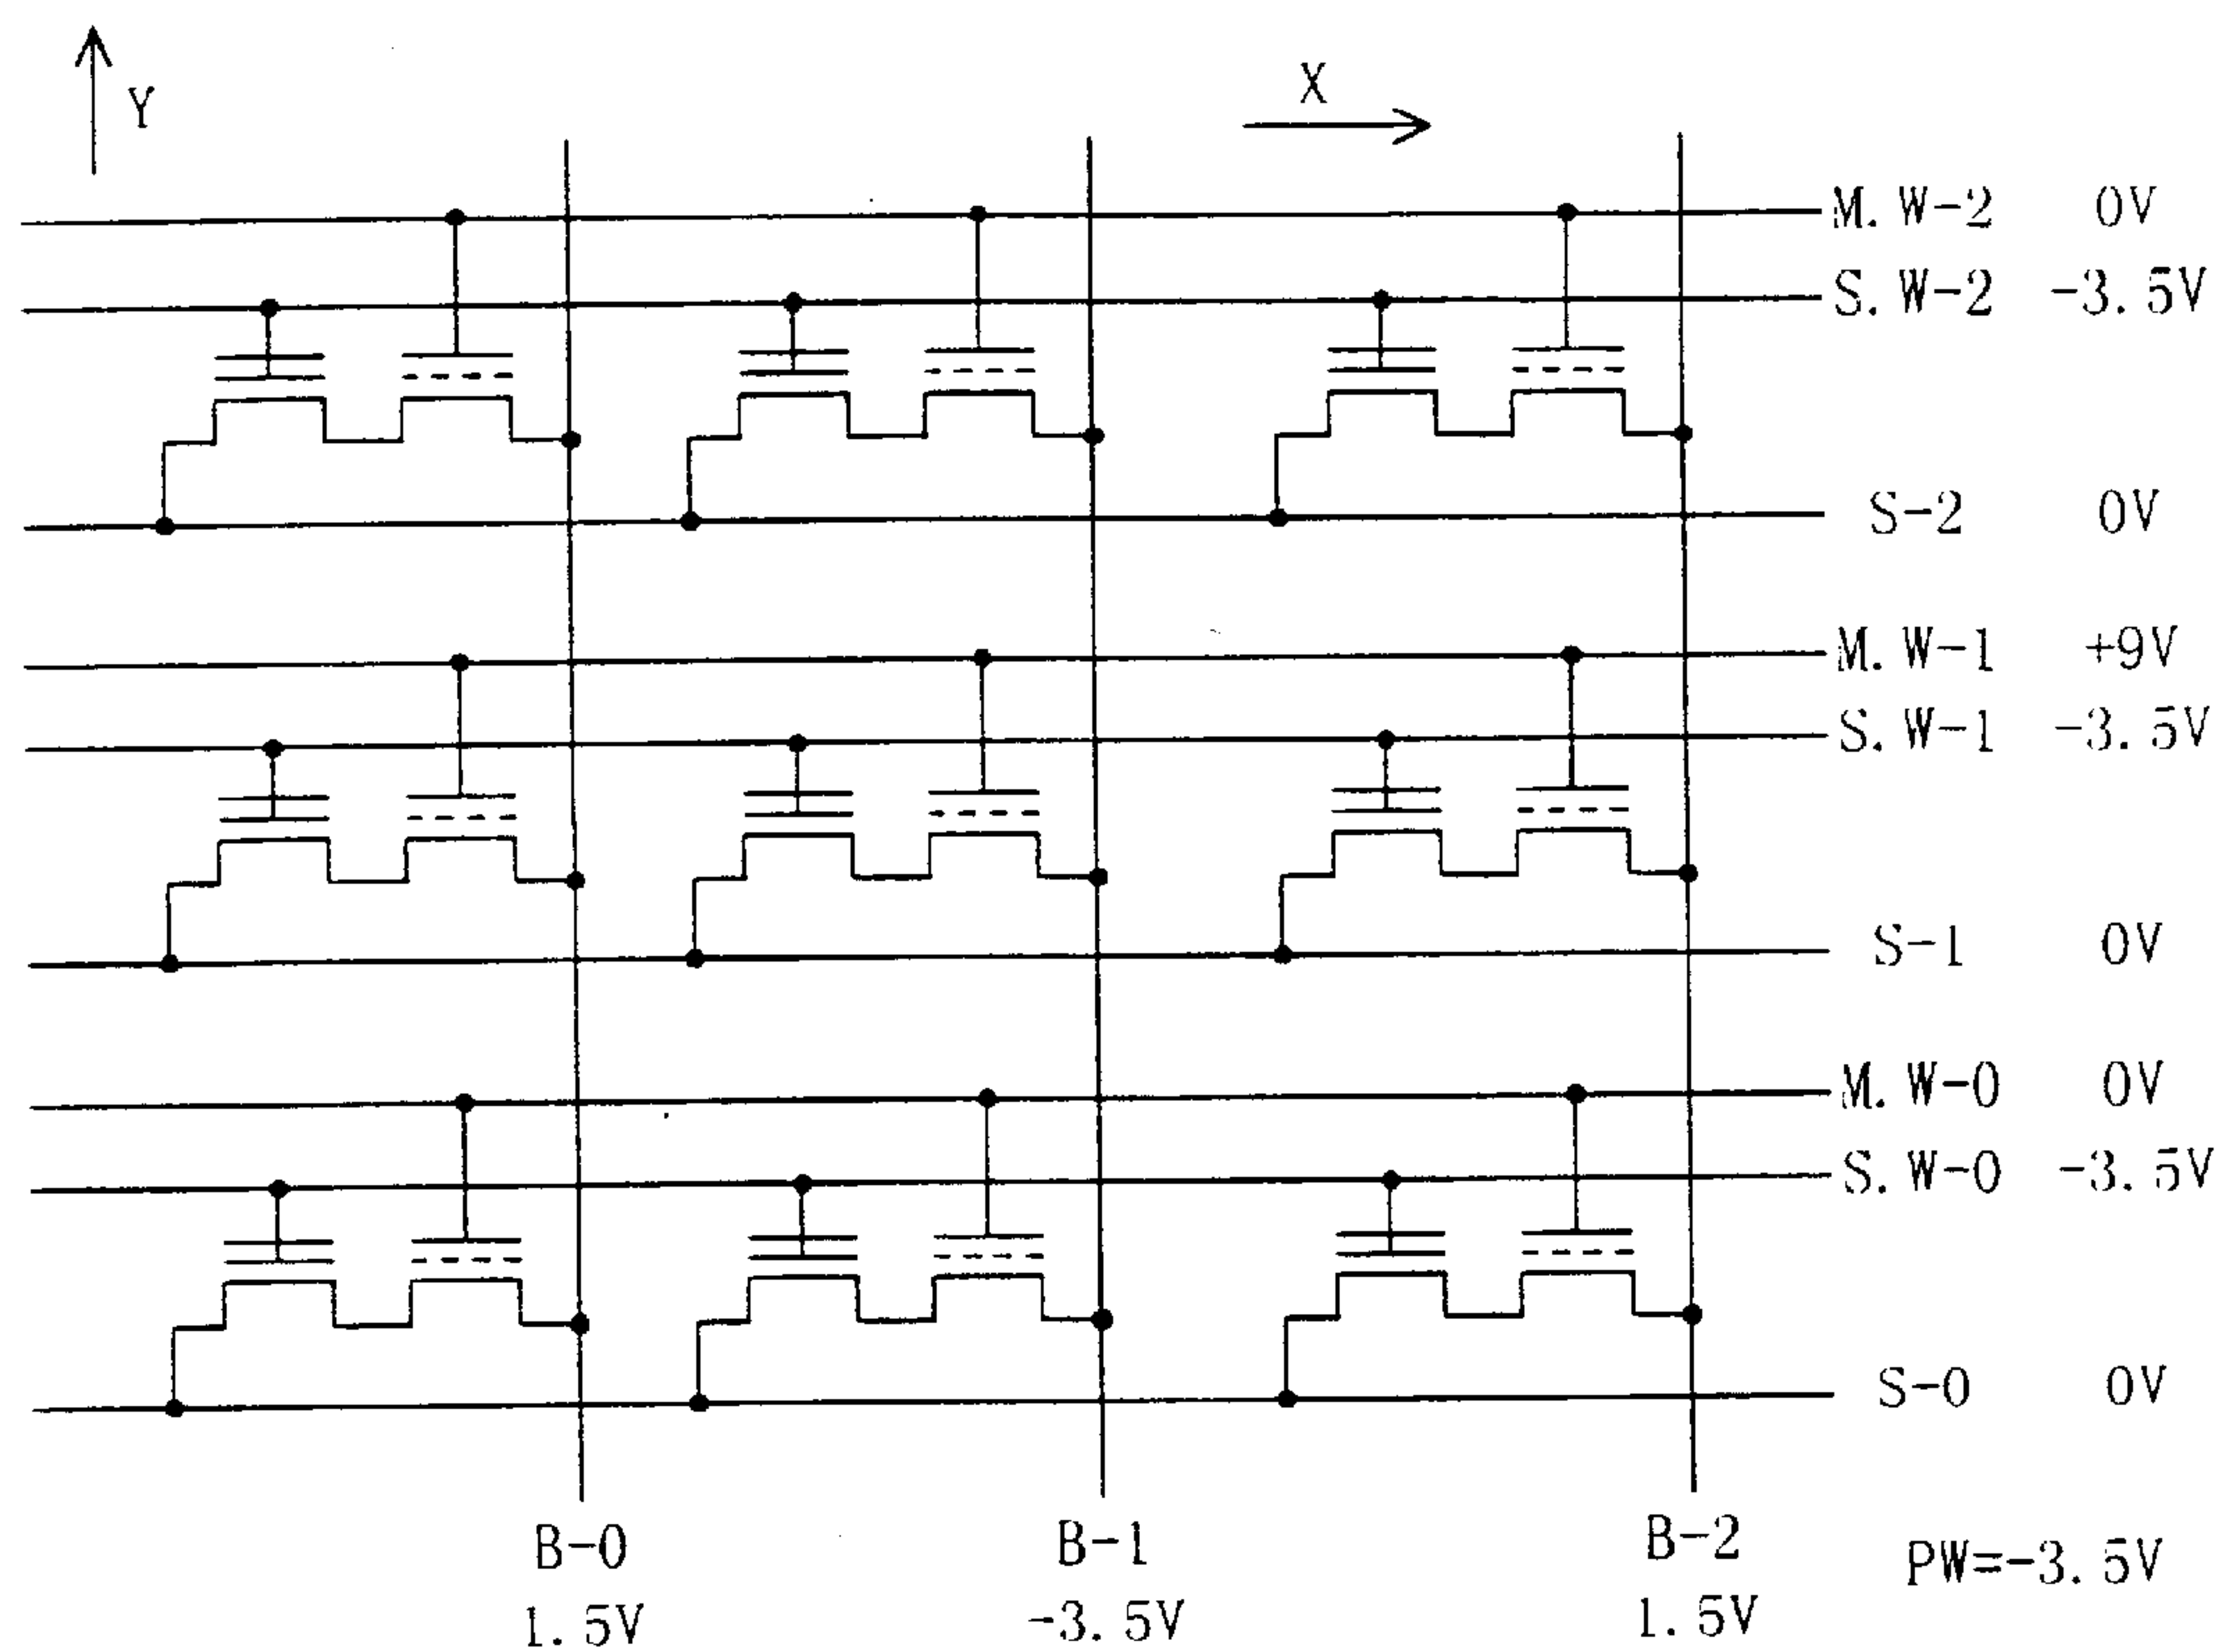 Y
X
M.W-2 0V
S.W-2 -3.5V
S-2 0V
M.W-1 +9V
S.W-1 -3.5V
S-1 0V
M.W-0 0V
S.W-0 -3.5V
S-0 0V
B-0 B-1 B-2 PW=-3.5V
1.5V -3.5V 1.5V